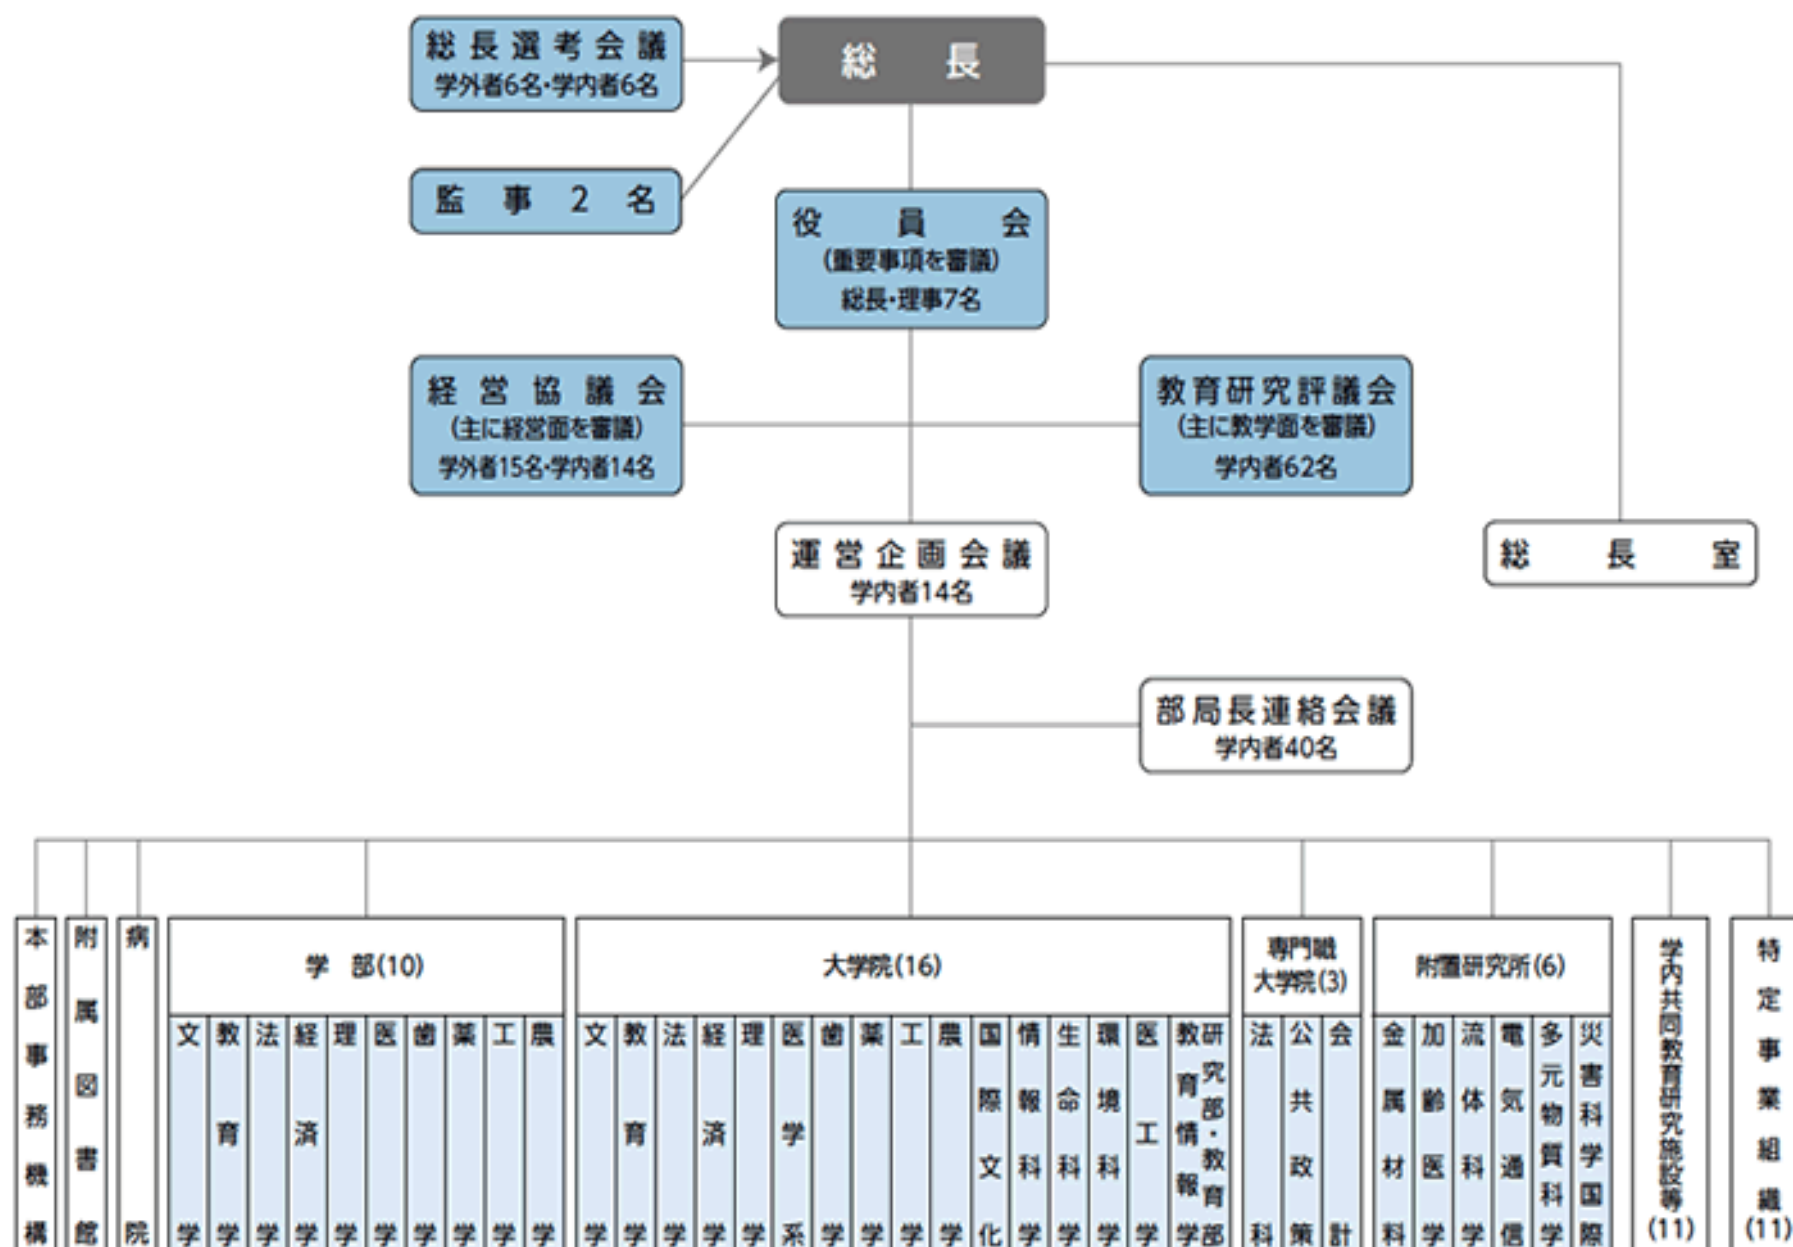 総長選考会議
学外者6名・学内者6名
総長
監事2名
役員会
(重要事項を審議)
総長・理事7名
経営協議会
(主に経営面を審議)
学外者15名・学内者14名
教育研究評議会
(主に教学面を審議)
学内者62名
運営企画会議
学内者14名
総長室
部局長連絡会議
学内者40名
本部事務機構
附属図書館
病院
学部(10)
文学
教育学
法学
経済学
理学
医学
歯学
薬学
工学
農学
大学院(16)
文学
教育学
法学
経済学
理学
医学系
歯学
薬学
工学
農学
国際文化
情報科学
生命科学
環境科学
医工学
教育情報学
研究部・教育部
専門職
大学院(3)
法科
公共政策
会計
附置研究所(6)
金属材料
加齢医学
流体科学
電気通信
多元物質科学
災害科学国際
学内共同教育研究施設等
(11)
特定事業組織
(11)